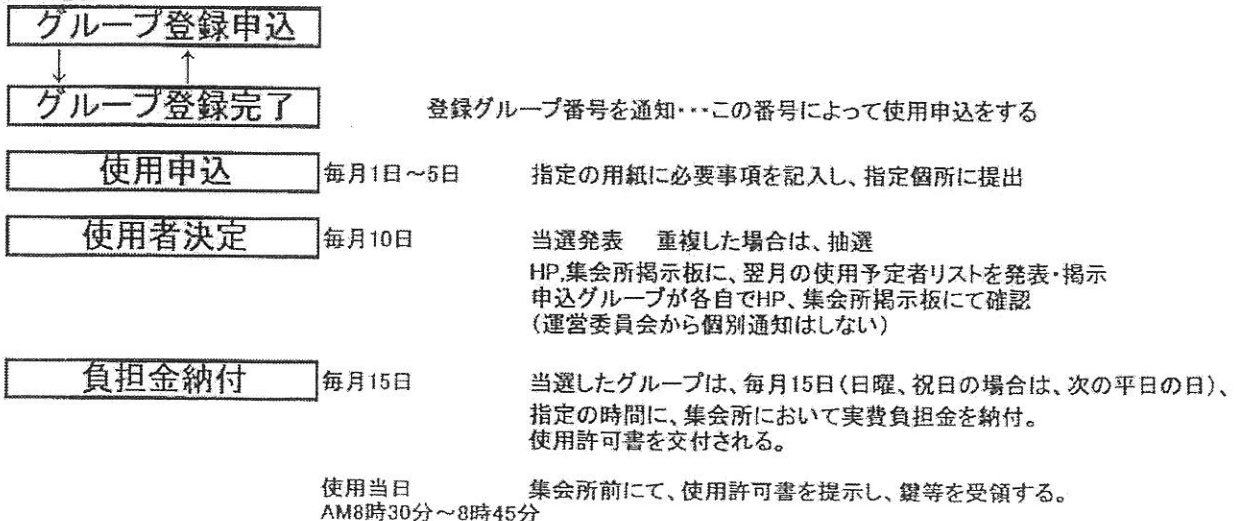 グループ登録申込
↓ ↑
グループ登録完了 登録グループ番号を通知･･･この番号によって使用申込をする
使用申込 毎月1日～5日 指定の用紙に必要事項を記入し、指定個所に提出
使用者決定 毎月10日 当選発表 重複した場合は、抽選
HP,集会所掲示板に、翌月の使用予定者リストを発表･掲示
申込グループが各自でHP、集会所掲示板にて確認
(運営委員会から個別通知はしない)
負担金納付 毎月15日 当選したグループは、毎月15日(日曜、祝日の場合は、次の平日の日)、
指定の時間に、集会所において実費負担金を納付。
使用許可書を交付される。
使用当日 集会所前にて、使用許可書を提示し、鍵等を受領する。
AM8時30分～8時45分